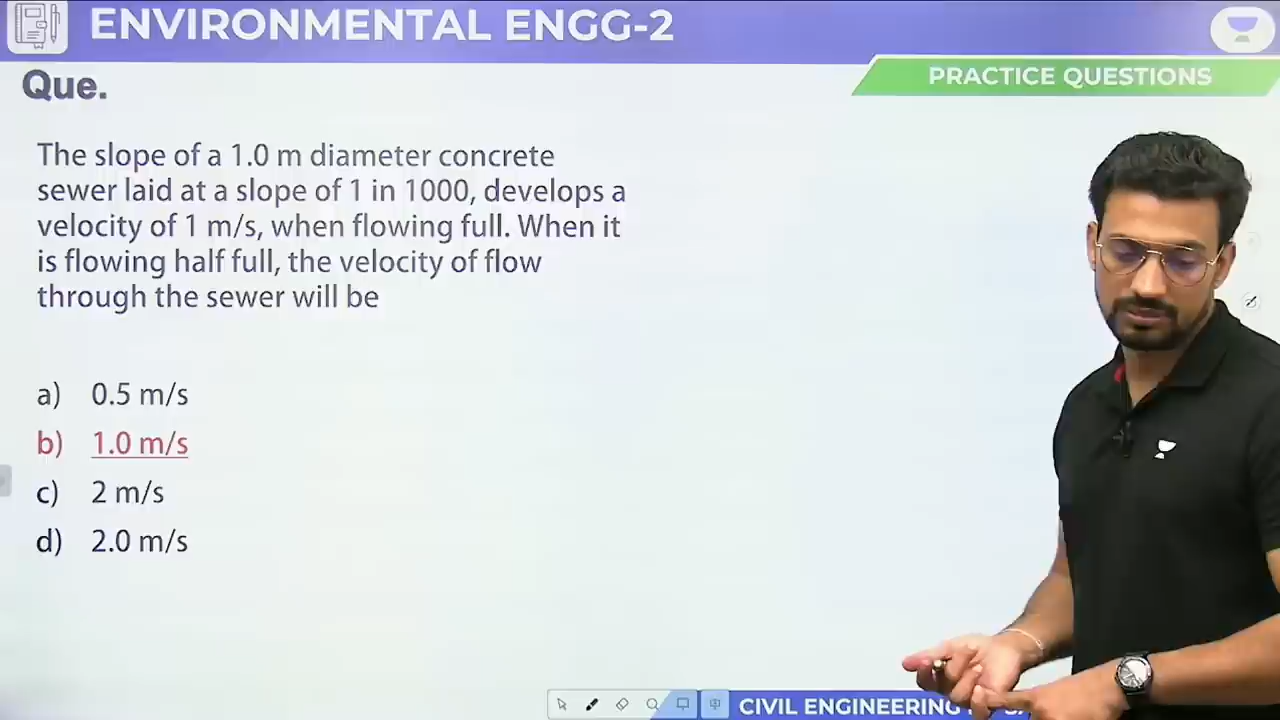 ENVIRONMENTAL ENGG-2
Que.
PRACTICE QUESTIONS
The slope of a 1.0 m diameter concrete
sewer laid at a slope of 1 in 1000, develops a
velocity of 1 m/s, when flowing full. When it
is flowing half full, the velocity of flow
through the sewer will be
a) 0.5 m/s
b) 1.0 m/s
c) 2 m/s
d) 2.0 m/s
CIVIL ENGINEERING